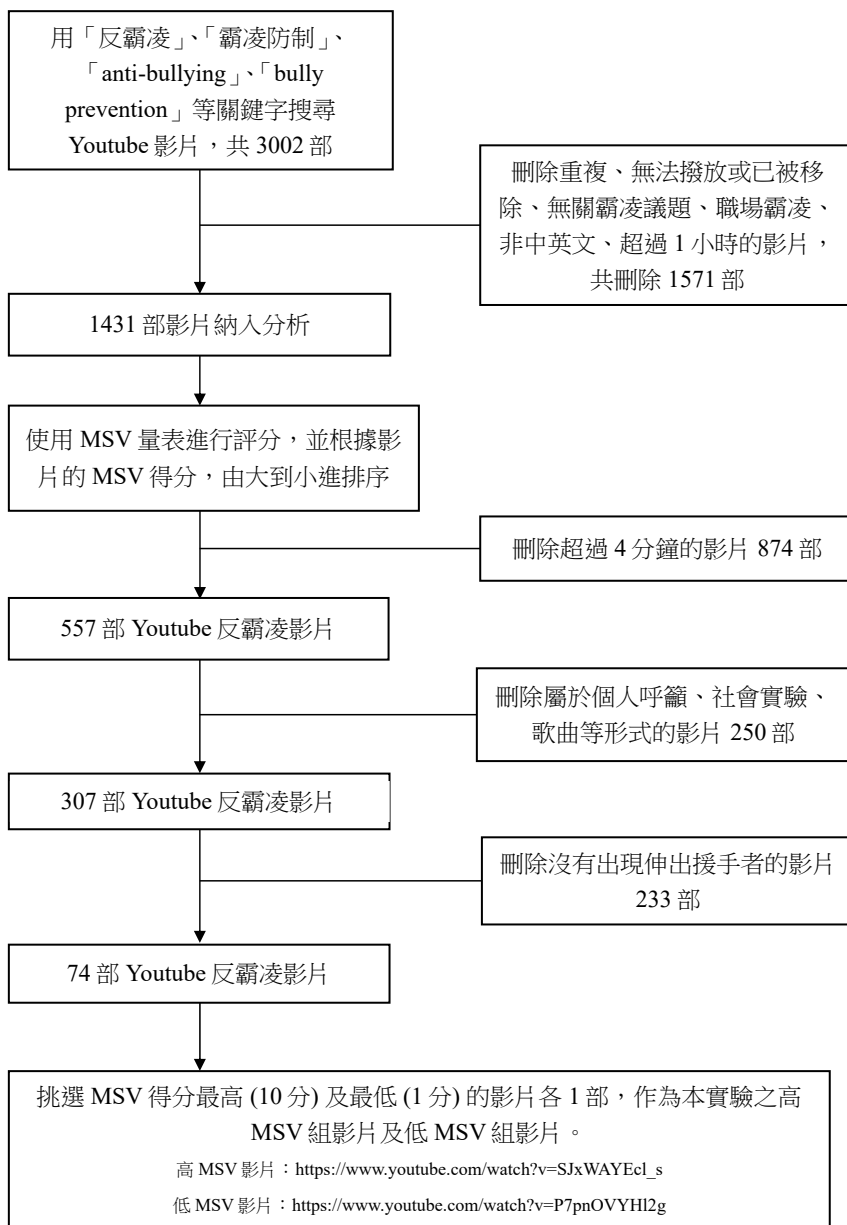 用「反霸凌」、「霸凌防制」、
「anti-bullying」、「bully
prevention」等關鍵字搜尋
Youtube 影片，共 3002 部
刪除重複、無法撥放或已被移
除、無關霸凌議題、職場霸凌、
非中英文、超過 1 小時的影片，
共刪除 1571 部
1431 部影片納入分析
使用 MSV 量表進行評分，並根據影
片的 MSV 得分，由大到小進排序
刪除超過 4 分鐘的影片 874 部
557 部 Youtube 反霸凌影片
刪除屬於個人呼籲、社會實驗、
歌曲等形式的影片 250 部
307 部 Youtube 反霸凌影片
刪除沒有出現伸出援手者的影片
233 部
74 部 Youtube 反霸凌影片
挑選 MSV 得分最高 (10 分) 及最低 (1 分) 的影片各 1 部，作為本實驗之高
MSV 組影片及低 MSV 組影片。
高 MSV 影片：https://www.youtube.com/watch?v=SJxWAYEcl_s
低 MSV 影片：https://www.youtube.com/watch?v=P7pnOVYHl2g